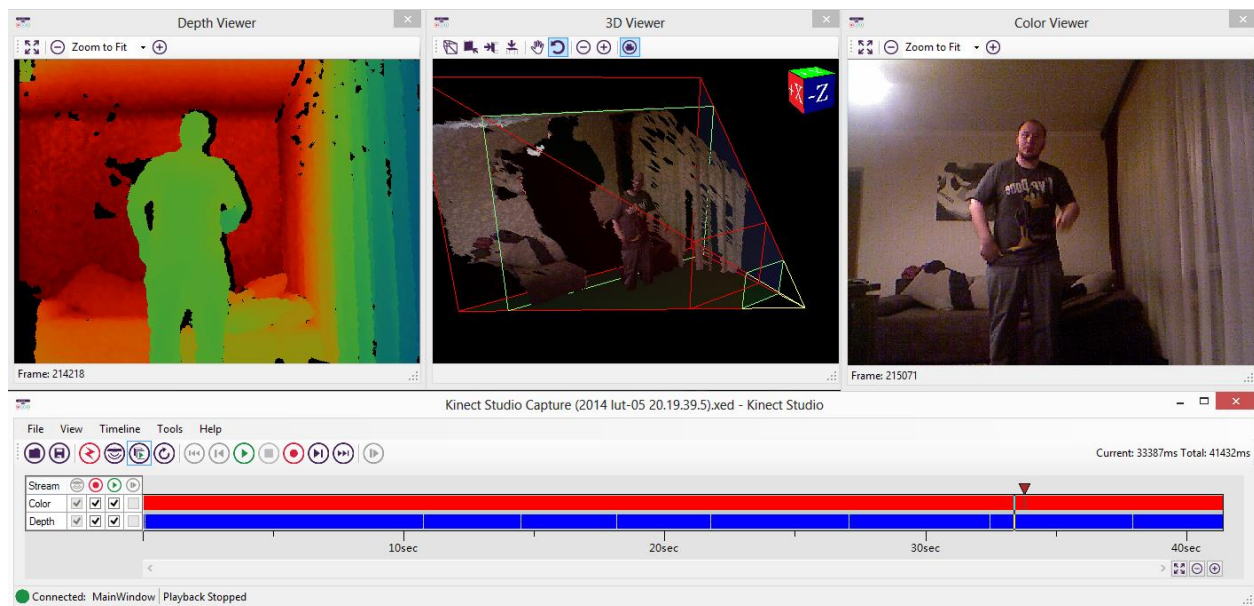 Depth Viewer
Zoom to Fit
Frame: 214218
3D Viewer
+X -Z
Color Viewer
Zoom to Fit
Frame: 215071
Kinect Studio Capture (2014 lut-05 20.19.39.5).xed - Kinect Studio
File View Timeline Tools Help
Current: 33387ms Total: 41432ms
Stream
Color
Depth
10sec 20sec 30sec 40sec
Connected: MainWindow Playback Stopped